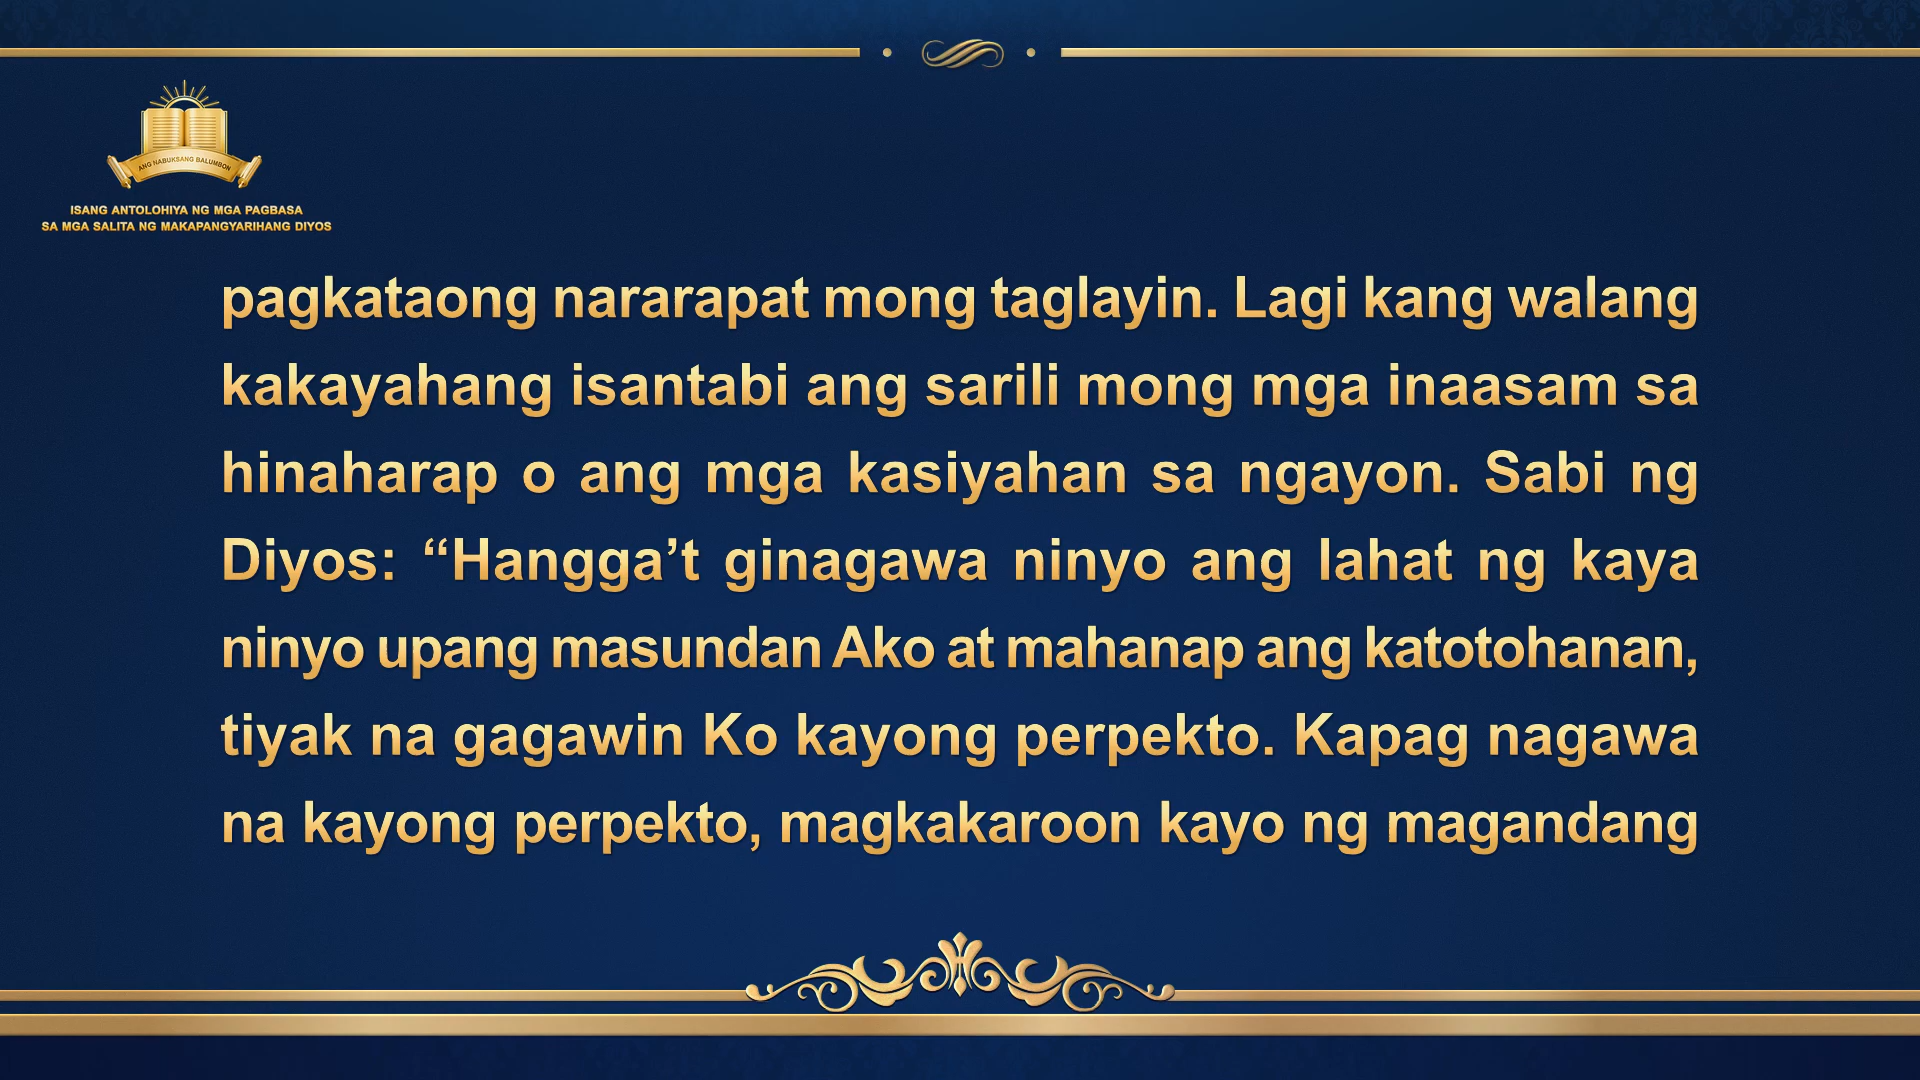 ANG NABUKSANG BALUMBON
ISANG ANTOLOHIYA NG MGA PAGBASA
SA MGA SALITA NG MAKAPANGYARIHANG DIYOS
pagkataong nararapat mong taglayin. Lagi kang walang
kakayahang isantabi ang sarili mong mga inaasam sa
hinaharap o ang mga kasiyahan sa ngayon. Sabi ng
Diyos: “Hangga’t ginagawa ninyo ang lahat ng kaya
ninyo upang masundan Ako at mahanap ang katotohanan,
tiyak na gagawin Ko kayong perpekto. Kapag nagawa
na kayong perpekto, magkakaroon kayo ng magandang